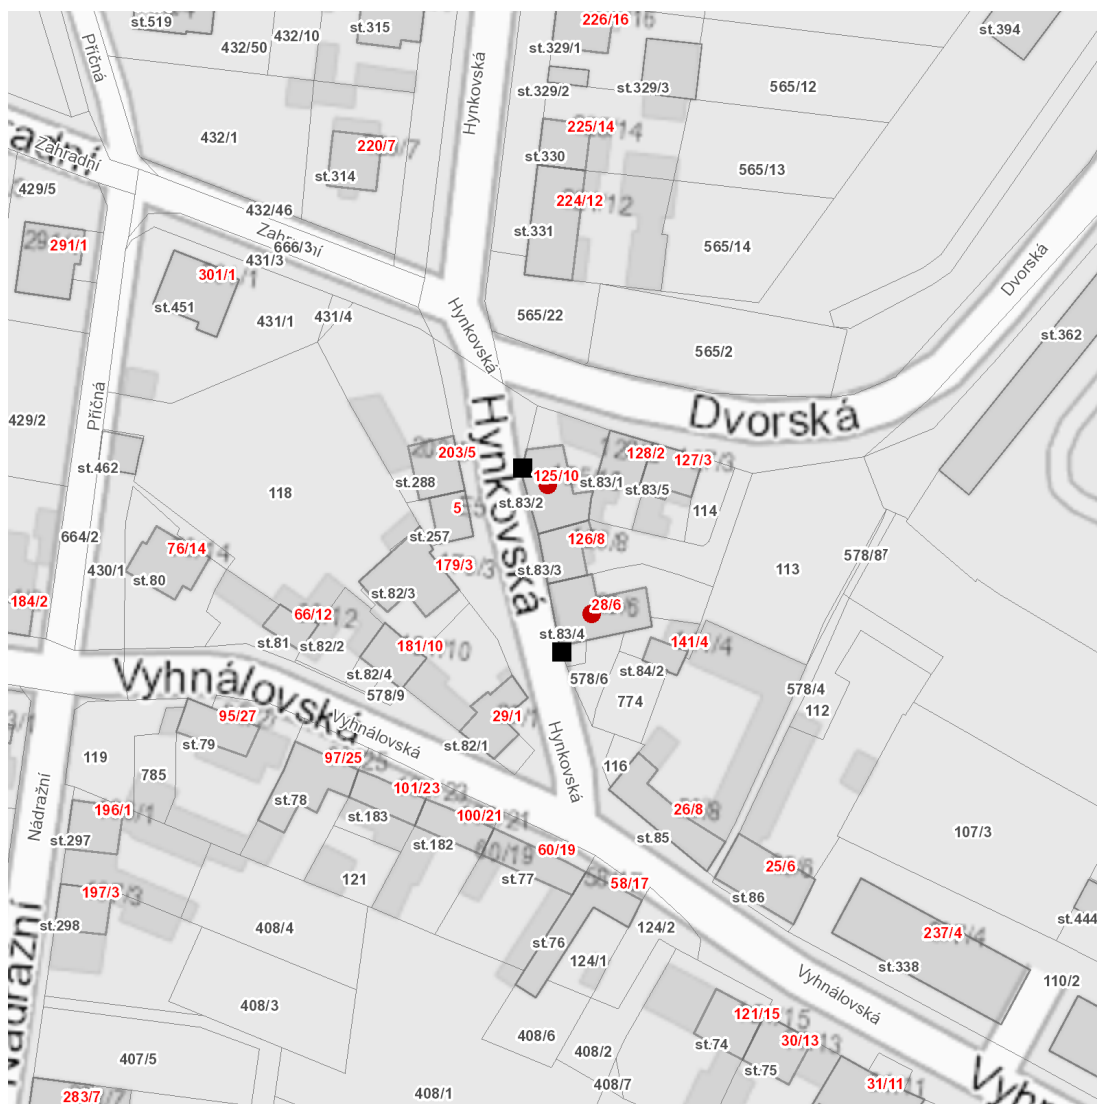 st.519
432/50
432/10
st.315
226/16
st.329/1
st.394
Příčná
Hynkovská
st.329/2
st.329/3
565/12
432/1
220/7
st.314
225/14
st.330
565/13
Zahradní
429/5
432/46
Zahradní
666/3
431/3
224/12
st.331
565/14
291/1
301/1
st.451
431/1
431/4
Hynkovská
565/22
565/2
Dvorská
st.362
429/2
Příčná
Dvorská
Hynkovská
st.462
118
203/5
st.288
5
st.257
125/10
st.83/2
st.83/1
128/2
127/3
st.83/5
114
664/2
430/1
76/14
st.80
179/3
st.82/3
126/8
st.83/3
113
578/87
184/2
66/12
st.81
st.82/2
181/10
st.82/4
578/9
28/6
st.83/4
141/4
st.84/2
578/6
774
578/4
112
Vyhnálovská
Vyhnálovská
95/27
st.79
29/1
st.82/1
Hynkovská
119
785
97/25
st.78
101/23
st.183
100/21
st.182
60/19
60/19
st.77
116
26/8
st.85
107/3
Nádražní
196/1
st.297
197/3
st.298
121
58/17
st.76
124/1
124/2
25/6
st.86
237/4
st.338
st.444
110/2
Vyhnálovská
Nádražní
408/4
408/3
408/6
408/2
408/7
408/1
407/5
283/7
121/15
st.74
30/13
st.75
31/11